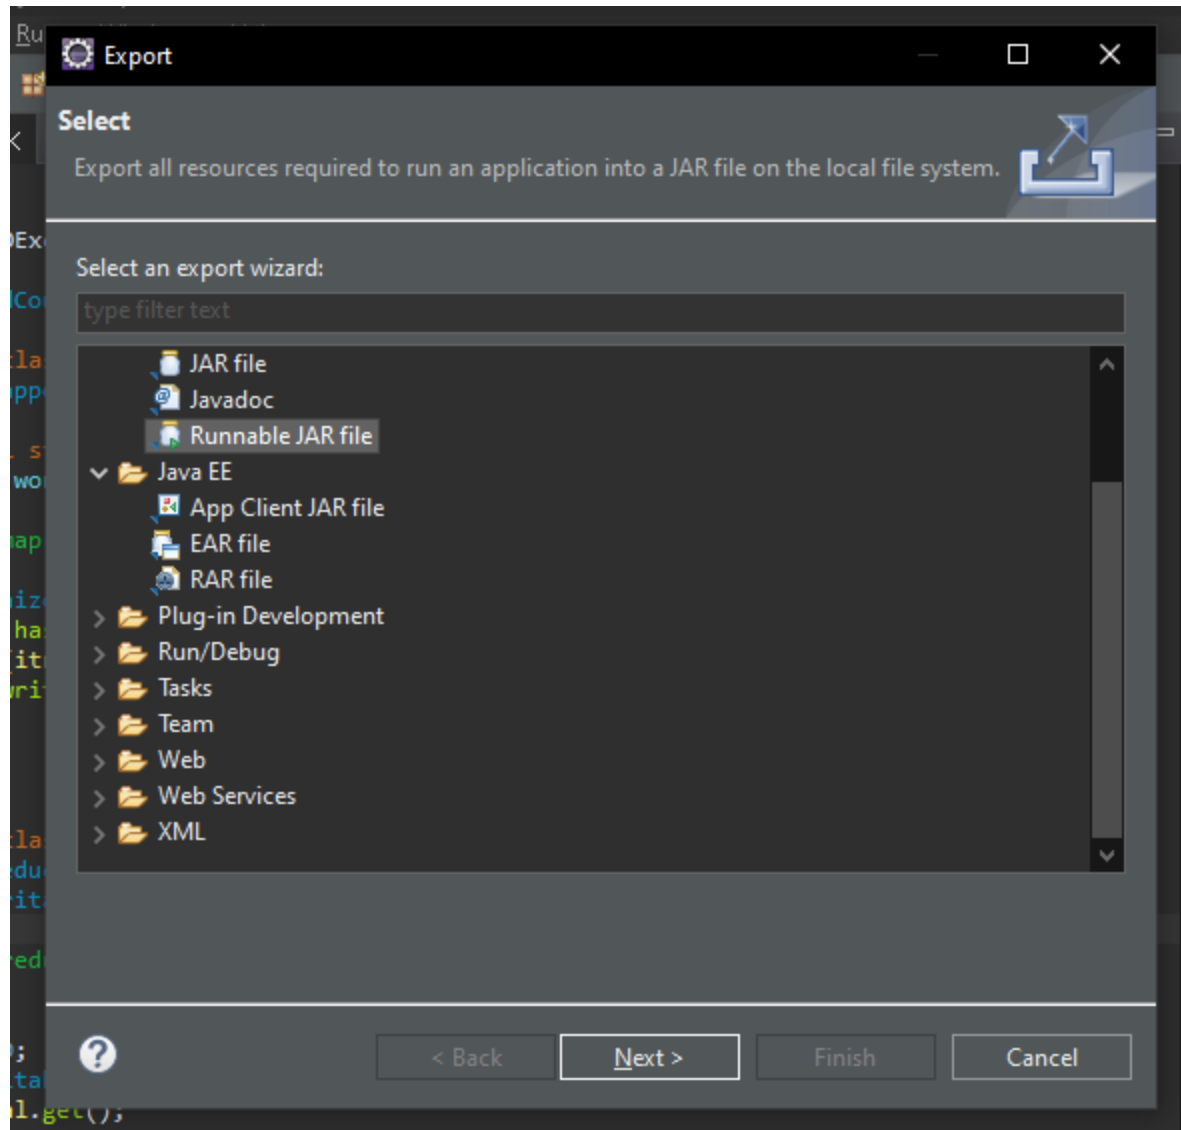 Ru
Export
Select
Export all resources required to run an application into a JAR file on the local file system.
Select an export wizard:
type filter text
JAR file
Javadoc
Runnable JAR file
Java EE
App Client JAR file
EAR file
RAR file
Plug-in Development
Run/Debug
Tasks
Team
Web
Web Services
XML
< Back
Next >
Finish
Cancel
l.get();